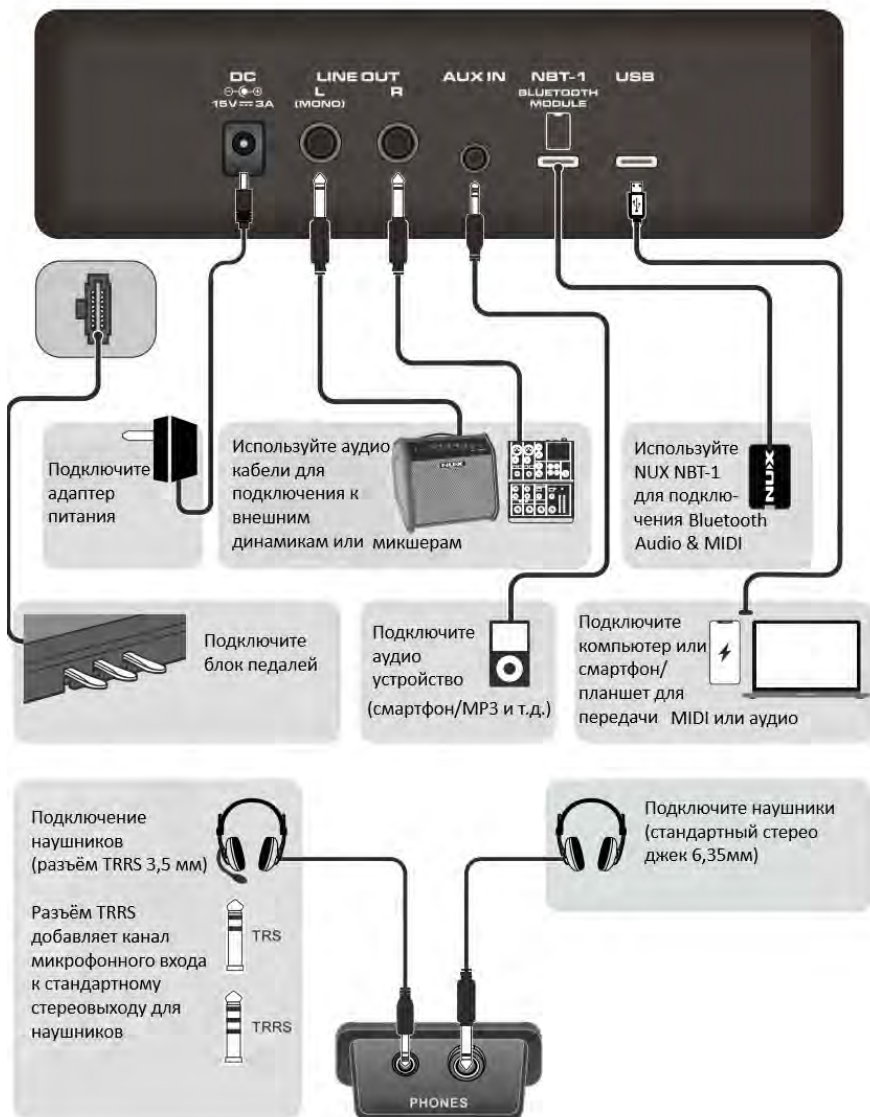 DC
15V 3A
LINE OUT
L
(MONO)
R
AUX IN
NBT-1
BLUETOOTH
MODULE
USB
Подключите
адаптер
питания
Используйте аудио
кабели для
подключения к
внешним
динамикам или микшерам
NUX
Используйте
NUX NBT-1
для подклю-
чения Bluetooth
Audio & MIDI
NUX
Подключите
блок педалей
Подключите
аудио
устройство
(смартфон/MP3 и т.д.)
Подключите
компьютер или
смартфон/
планшет для
передачи MIDI или аудио
Подключение
наушников
(разъём TRRS 3,5 мм)
Разъём TRRS
добавляет канал
микрофонного входа
к стандартному
стереовыходу для
наушников
TRS
TRRS
Подключите наушники
(стандартный стерео
джек 6,35мм)
PHONES